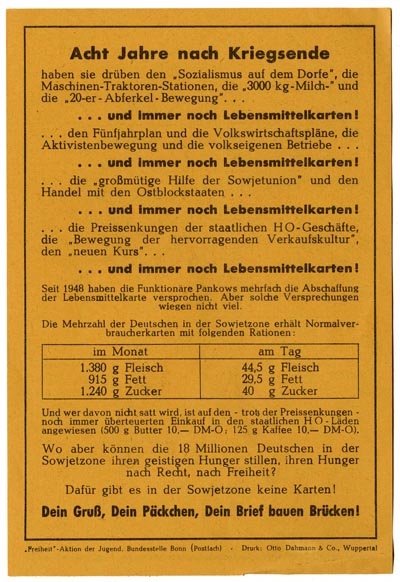 Acht Jahre nach Kriegsende
haben sie drüben den „Sozialismus auf dem Dorfe", die
Maschinen-Traktoren-Stationen, die „3000 kg-Milch-" und
die „20-er-Abferkel-Bewegung". . .
. . . und immer noch Lebensmittelkarten!
. . . den Fünfjahrplan und die Volkswirtschaftspläne, die
Aktivistenbewegung und die volkseigenen Betriebe . . .
. . . und immer noch Lebensmittelkarten!
. . . die „großmütige Hilfe der Sowjetunion" und den
Handel mit den Ostblockstaaten . . .
. . . und immer noch Lebensmittelkarten!
. . . die Preissenkungen der staatlichen HO-Geschäfte,
die „Bewegung der hervorragenden Verkaufskultur",
den „neuen Kurs". . .
. . . und immer noch Lebensmittelkarten!
Seit 1948 haben die Funktionäre Pankows mehrfach die Abschaffung
der Lebensmittelkarte versprochen. Aber solche Versprechungen
wiegen nicht viel.
Die Mehrzahl der Deutschen in der Sowjetzone erhält Normalver-
braucherkarten mit folgenden Rationen:
im Monat am Tag
1.380 g Fleisch 44,5 g Fleisch
915 g Fett 29,5 g Fett
1.240 g Zucker 40 g Zucker
Und wer davon nicht satt wird, ist auf den - trotz der Preissenkungen -
noch immer überteuerten Einkauf in den staatlichen HO-Läden
angewiesen (500 g Butter 10,— DM-O; 125 g Kaffee 10,— DM-O).
Wo aber können die 18 Millionen Deutschen in der
Sowjetzone ihren geistigen Hunger stillen, ihren Hunger
nach Recht, nach Freiheit?
Dafür gibt es in der Sowjetzone keine Karten!
Dein Gruß, Dein Päckchen, Dein Brief bauen Brücken!
„Freiheit"-Aktion der Jugend, Bundesstelle Bonn (Postfach) - Druck: Otto Dahmann & Co., Wuppertal